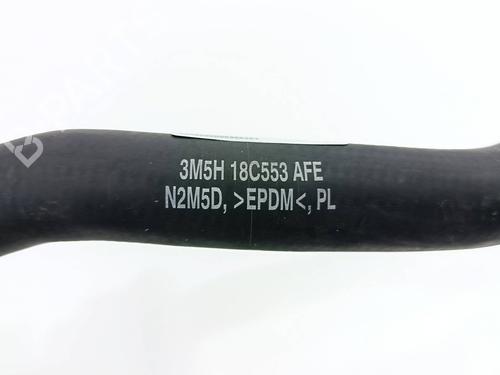 3M5H 18C553 AFE
N2M5D, >EPDM<, PL